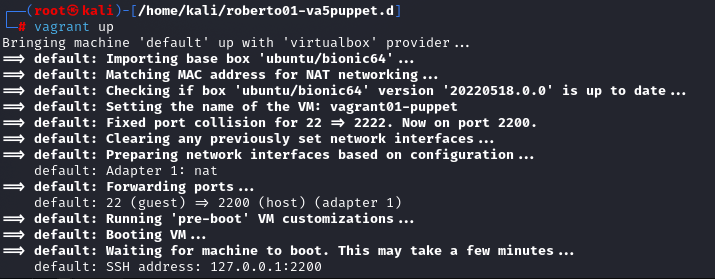 ┌──(root㉿kali)-[/home/kali/roberto01-va5puppet.d]
└─# vagrant up
Bringing machine 'default' up with 'virtualbox' provider...
==> default: Importing base box 'ubuntu/bionic64'...
==> default: Matching MAC address for NAT networking...
==> default: Checking if box 'ubuntu/bionic64' version '20220518.0.0' is up to date...
==> default: Setting the name of the VM: vagrant01-puppet
==> default: Fixed port collision for 22 => 2222. Now on port 2200.
==> default: Clearing any previously set network interfaces...
==> default: Preparing network interfaces based on configuration...
    default: Adapter 1: nat
==> default: Forwarding ports...
    default: 22 (guest) => 2200 (host) (adapter 1)
==> default: Running 'pre-boot' VM customizations...
==> default: Booting VM...
==> default: Waiting for machine to boot. This may take a few minutes...
    default: SSH address: 127.0.0.1:2200